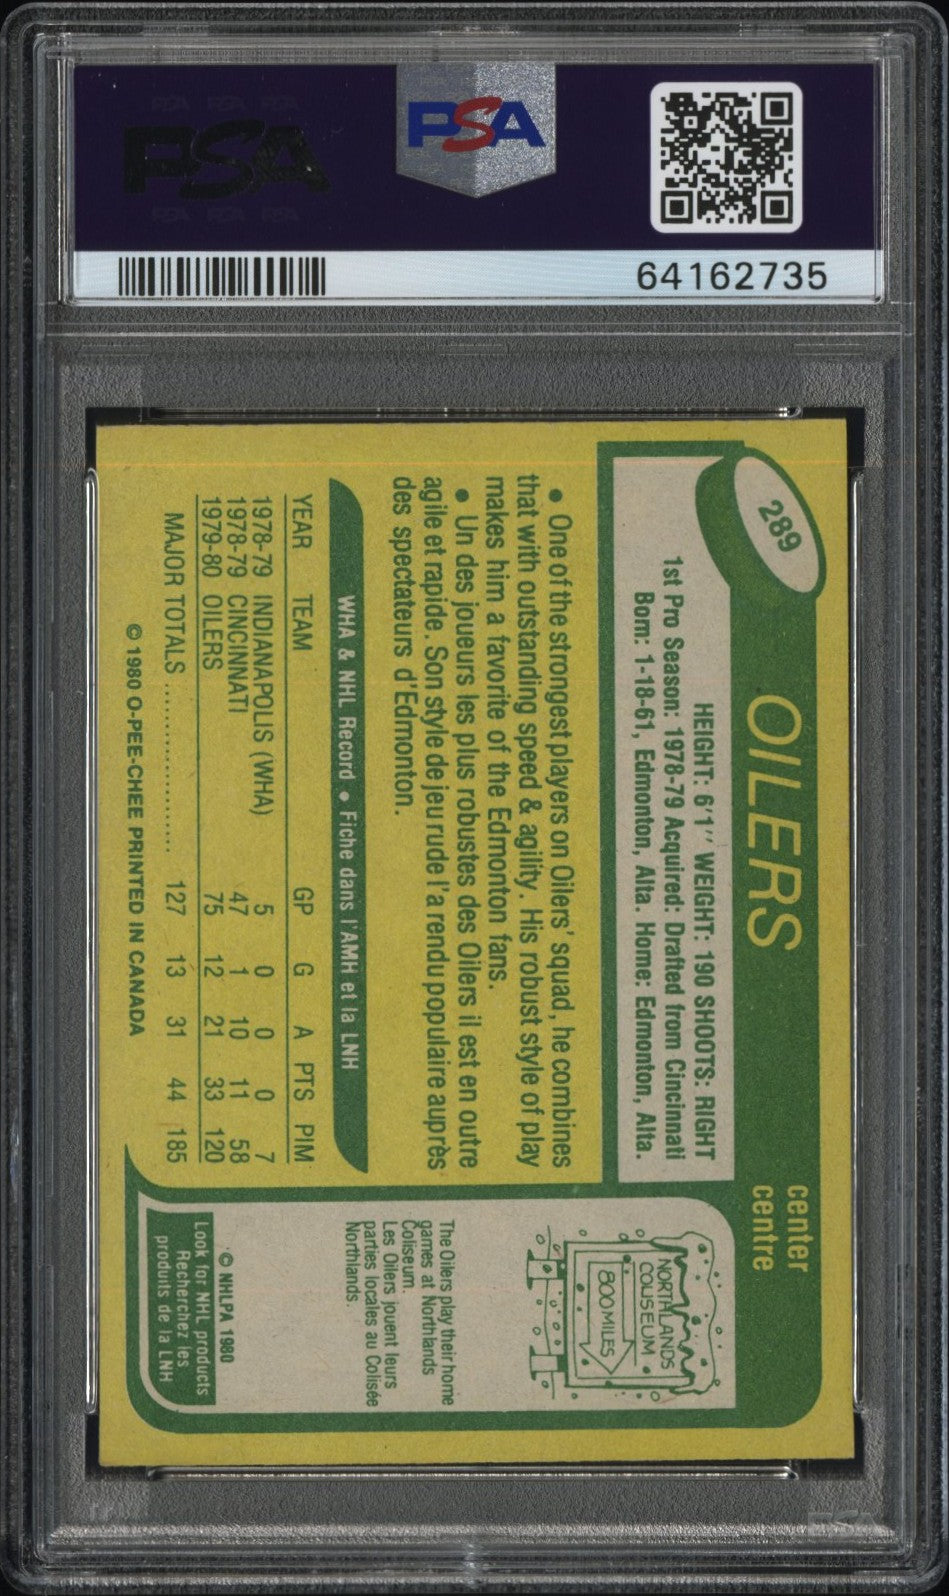 PSA
PSA PSA PSA
PSA
PSA PSA PSA
64162735
289
OILERS
center
centre
HEIGHT: 6'1'' WEIGHT: 190 SHOOTS: RIGHT
1st Pro Season: 1978-79 Acquired: Drafted from Cincinnati
Born: 1-18-61, Edmonton, Alta. Home: Edmonton, Alta.
• One of the strongest players on Oilers' squad, he combines
that with outstanding speed & agility. His robust style of play
makes him a favorite of the Edmonton fans.
• Un des joueurs les plus robustes des Oilers il est en outre
agile et rapide. Son style de jeu rude l'a rendu populaire auprès
des spectateurs d'Edmonton.
WHA & NHL Record • Fiche dans l'AMH et la LNH
YEAR TEAM GP G A PTS PIM
1978-79 INDIANAPOLIS (WHA) 5 0 0 0 7
1978-79 CINCINNATI 47 1 10 11 58
1979-80 OILERS 75 12 21 33 120
MAJOR TOTALS .................... 127 13 31 44 185
© 1980 O-PEE-CHEE PRINTED IN CANADA
NORTHLANDS
COLISEUM
800 MILES
The Oilers play their home
games at Northlands
Coliseum.
Les Oilers jouent leurs
parties locales au Colisée
Northlands.
© NHLPA 1980
Look for NHL products
Recherchez les
produits de la LNH
PSA